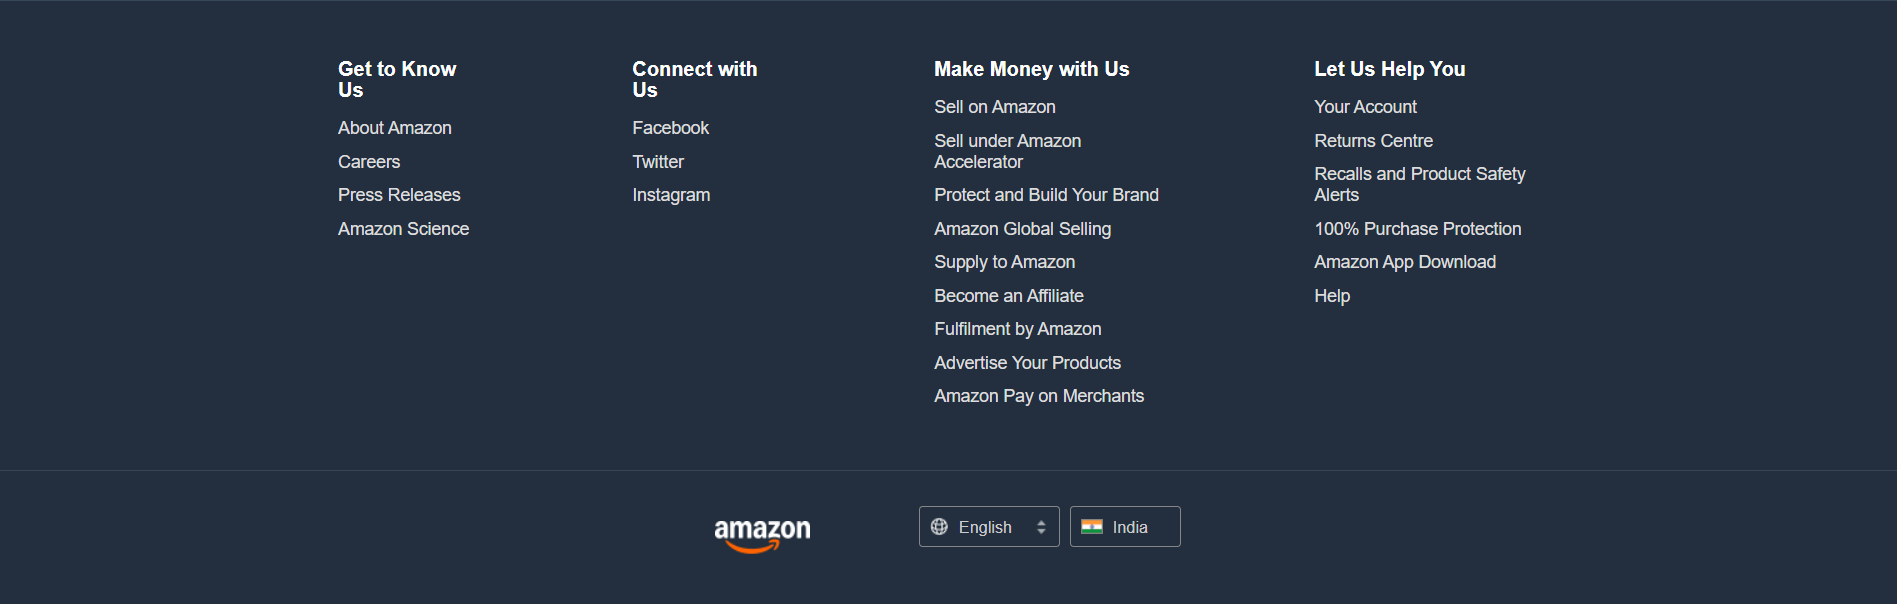 Get to Know
Us
About Amazon
Careers
Press Releases
Amazon Science
Connect with
Us
Facebook
Twitter
Instagram
Make Money with Us
Sell on Amazon
Sell under Amazon
Accelerator
Protect and Build Your Brand
Amazon Global Selling
Supply to Amazon
Become an Affiliate
Fulfilment by Amazon
Advertise Your Products
Amazon Pay on Merchants
Let Us Help You
Your Account
Returns Centre
Recalls and Product Safety
Alerts
100% Purchase Protection
Amazon App Download
Help
amazon
English
India